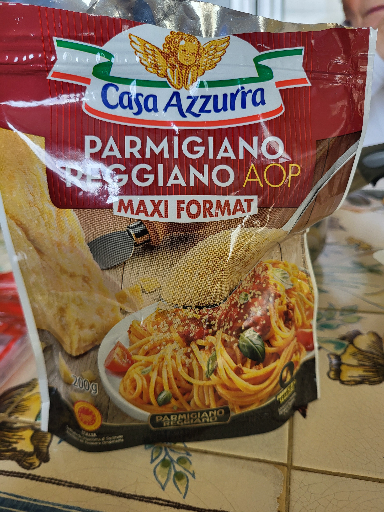 Casa Azzurra
PARMIGIANO
REGGIANO AOP
MAXI FORMAT
200g
PARMIGIANO
REGGIANO